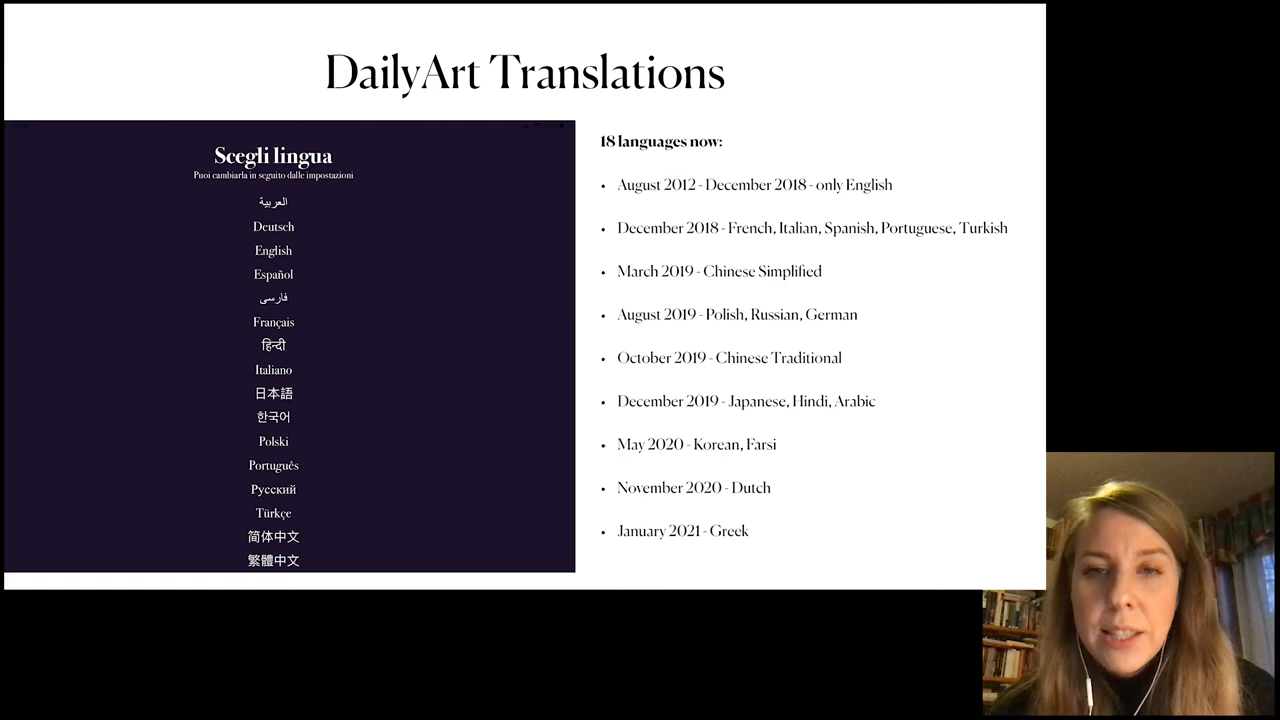 DailyArt Translations
Scegli lingua
Puoi cambiarla in seguito dalle impostazioni
العربية
Deutsch
English
Español
فارسی
Français
हिन्दी
Italiano
日本語
한국어
Polski
Português
Русский
Türkçe
简体中文
繁體中文
18 languages now:
• August 2012 - December 2018 - only English
• December 2018 - French, Italian, Spanish, Portuguese, Turkish
• March 2019 - Chinese Simplified
• August 2019 - Polish, Russian, German
• October 2019 - Chinese Traditional
• December 2019 - Japanese, Hindi, Arabic
• May 2020 - Korean, Farsi
• November 2020 - Dutch
• January 2021 - Greek